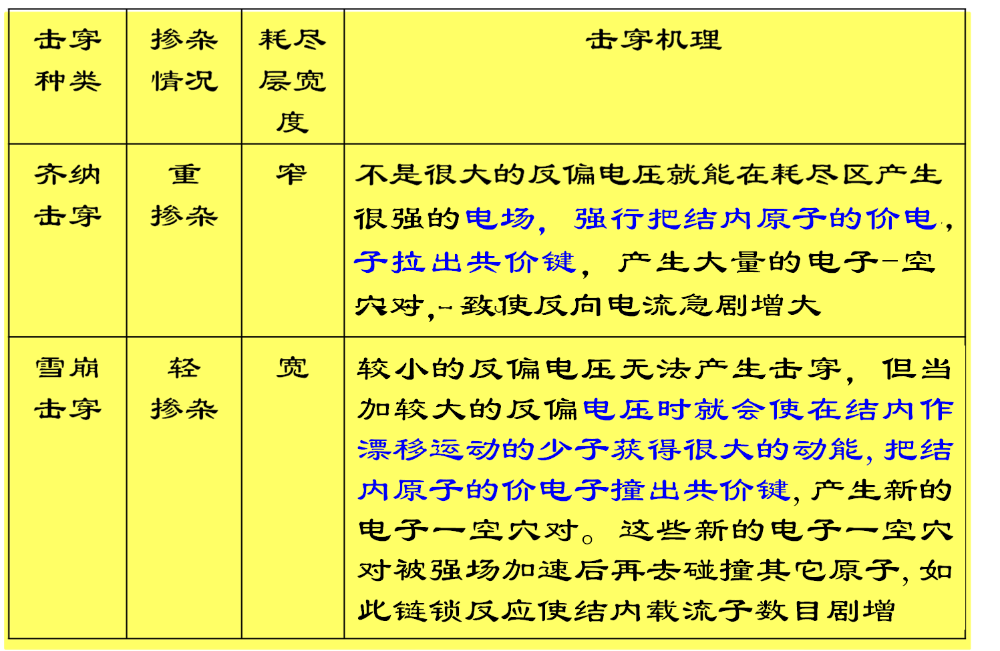 击穿
种类
掺杂
情况
耗尽
层宽
度
击穿机理
齐纳
击穿
重
掺杂
窄
不是很大的反偏电压就能在耗尽区产生
很强的电场，强行把结内原子的价电，
子拉出共价键，产生大量的电子-空
穴对，-致使反向电流急剧增大
雪崩
击穿
轻
掺杂
宽
较小的反偏电压无法产生击穿，但当
加较大的反偏电压时就会使在结内作
漂移运动的少子获得很大的动能,把结
内原子的价电子撞出共价键,产生新的
电子一空穴对。这些新的电子一空穴
对被强场加速后再去碰撞其它原子,如
此链锁反应使结内载流子数目剧增